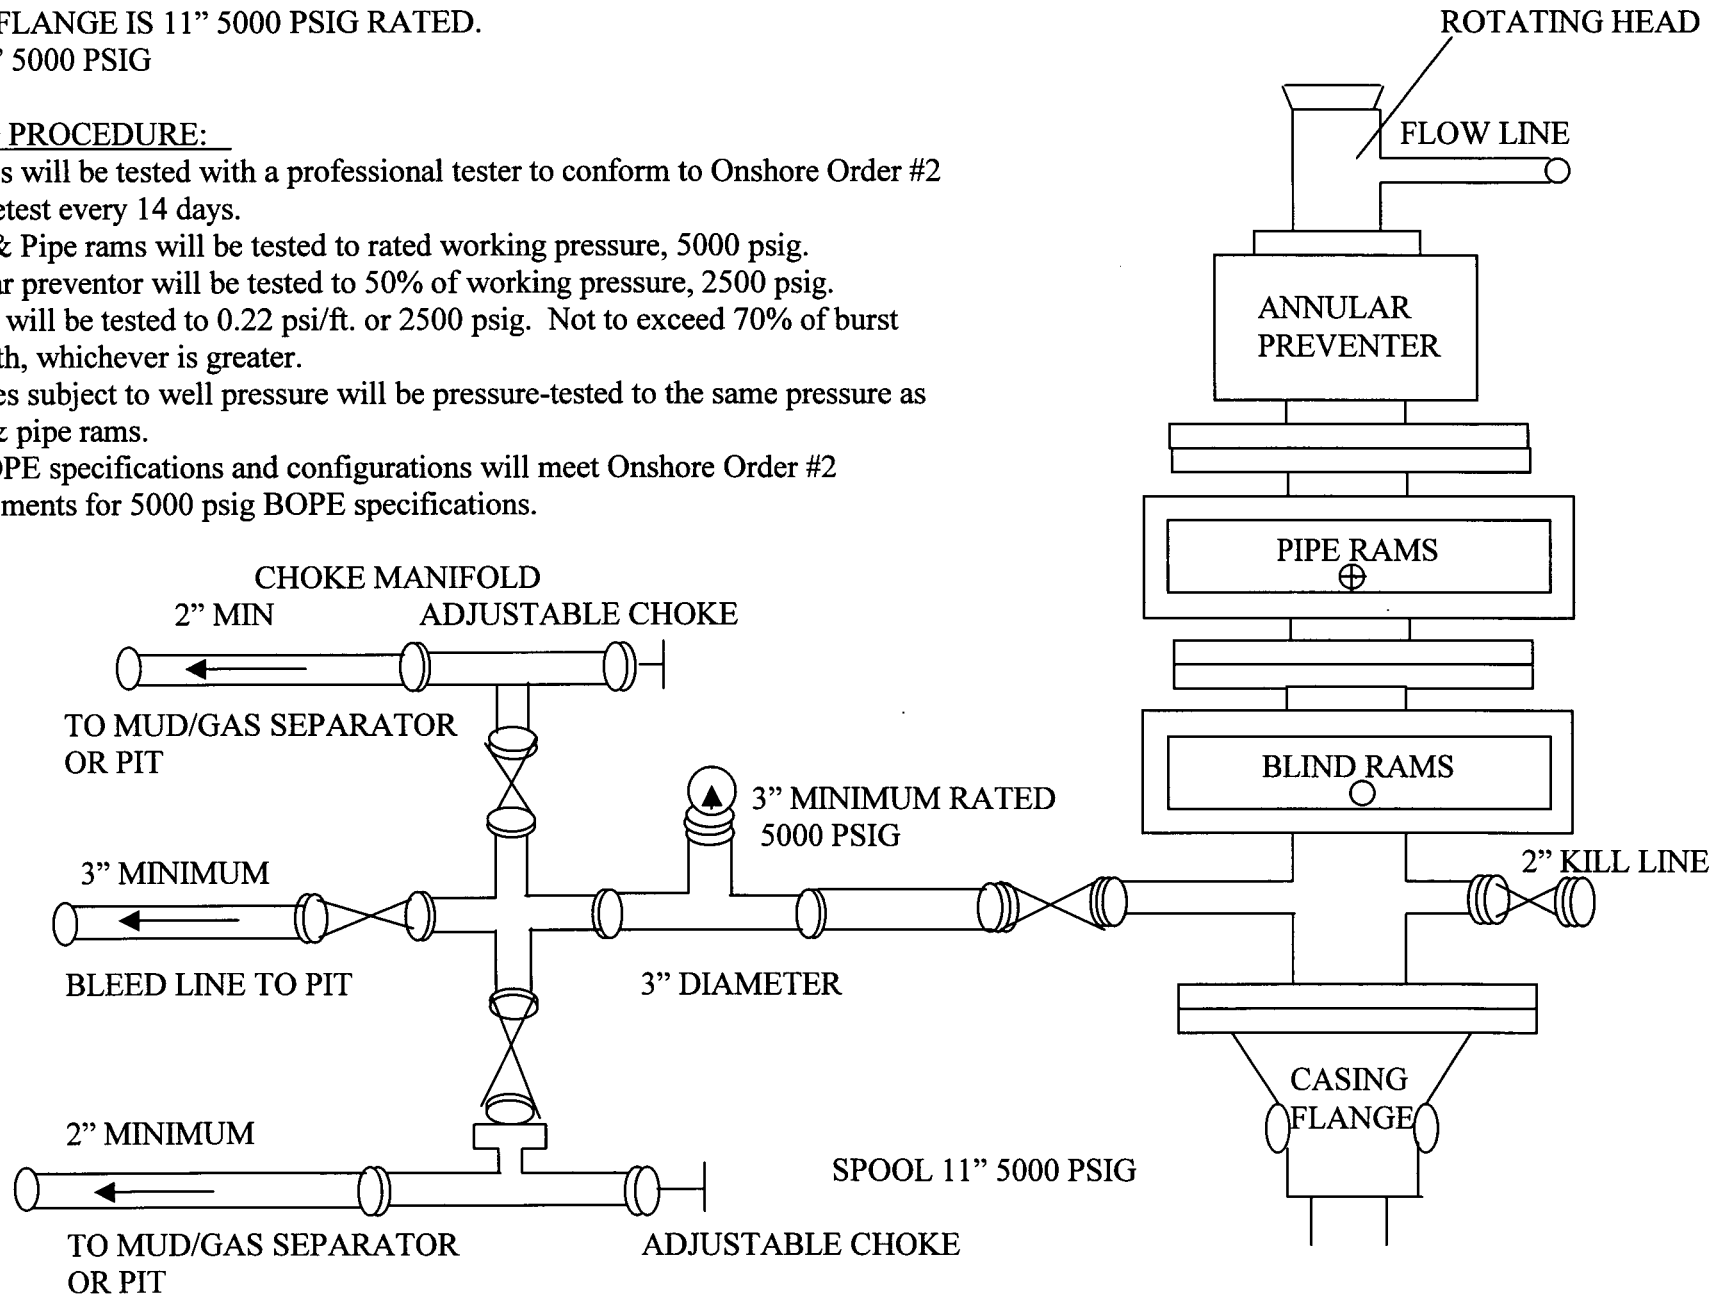 FLANGE IS 11” 5000 PSIG RATED.
” 5000 PSIG
PROCEDURE:
s will be tested with a professional tester to conform to Onshore Order #2
etest every 14 days.
& Pipe rams will be tested to rated working pressure, 5000 psig.
ar preventor will be tested to 50% of working pressure, 2500 psig.
will be tested to 0.22 psi/ft. or 2500 psig. Not to exceed 70% of burst
th, whichever is greater.
es subject to well pressure will be pressure-tested to the same pressure as
& pipe rams.
OPE specifications and configurations will meet Onshore Order #2
ments for 5000 psig BOPE specifications.
ROTATING HEAD
FLOW LINE
ANNULAR
PREVENTER
PIPE RAMS
BLIND RAMS
2” KILL LINE
CASING
FLANGE
SPOOL 11” 5000 PSIG
CHOKE MANIFOLD
2” MIN
ADJUSTABLE CHOKE
TO MUD/GAS SEPARATOR
OR PIT
3” MINIMUM RATED
5000 PSIG
3” MINIMUM
BLEED LINE TO PIT
3” DIAMETER
2” MINIMUM
TO MUD/GAS SEPARATOR
OR PIT
ADJUSTABLE CHOKE